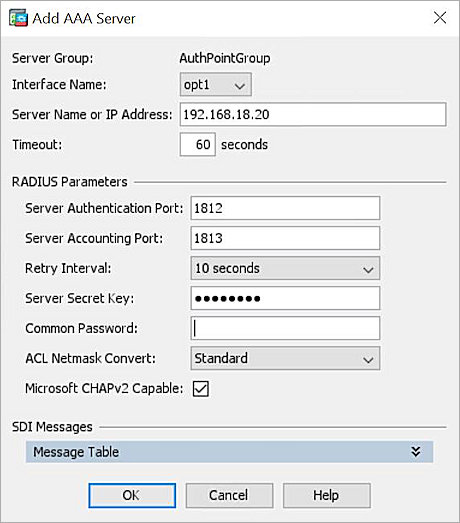 Add AAA Server
Server Group: AuthPointGroup
Interface Name: opt1
Server Name or IP Address: 192.168.18.20
Timeout: 60 seconds
RADIUS Parameters
Server Authentication Port: 1812
Server Accounting Port: 1813
Retry Interval: 10 seconds
Server Secret Key: ●●●●●●●●
Common Password:
ACL Netmask Convert: Standard
Microsoft CHAPv2 Capable:
SDI Messages
Message Table
OK Cancel Help